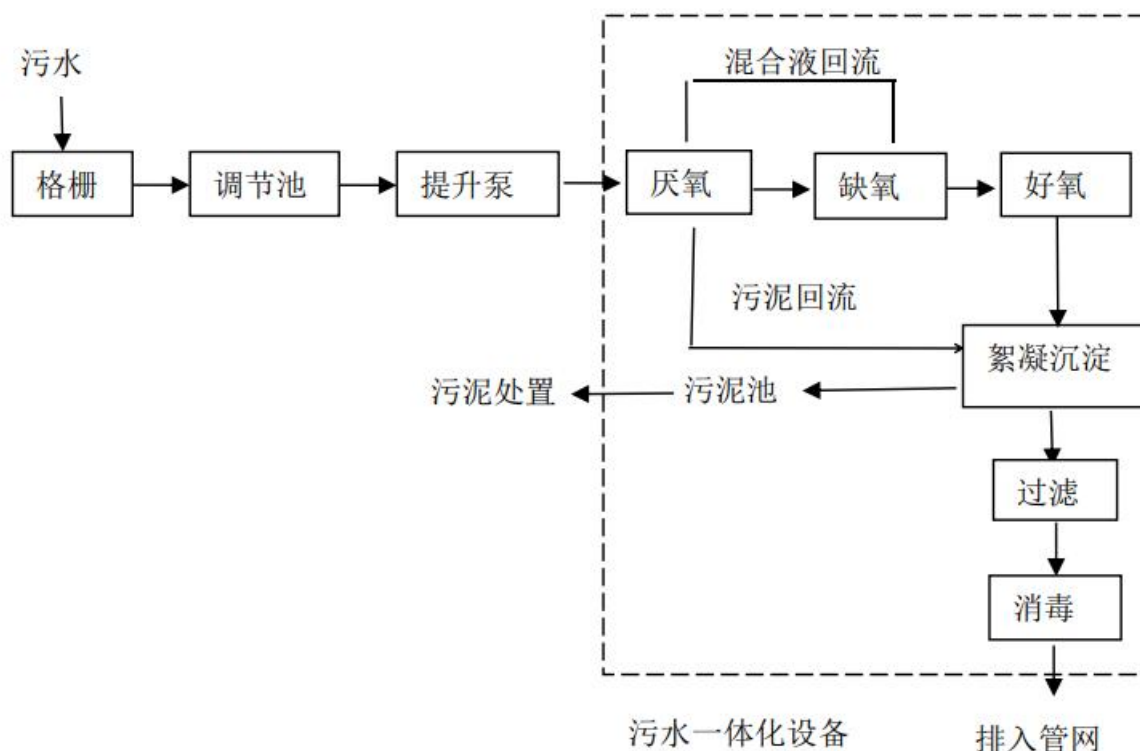 污水
混合液回流
格栅
调节池
提升泵
厌氧
缺氧
好氧
污泥回流
絮凝沉淀
污泥处置
污泥池
过滤
消毒
污水一体化设备
排入管网